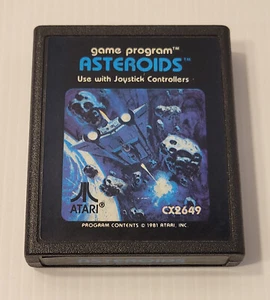 game program™
ASTEROIDS™
Use with Joystick Controllers
ATARI®
CX2649
PROGRAM CONTENTS © 1981 ATARI, INC.